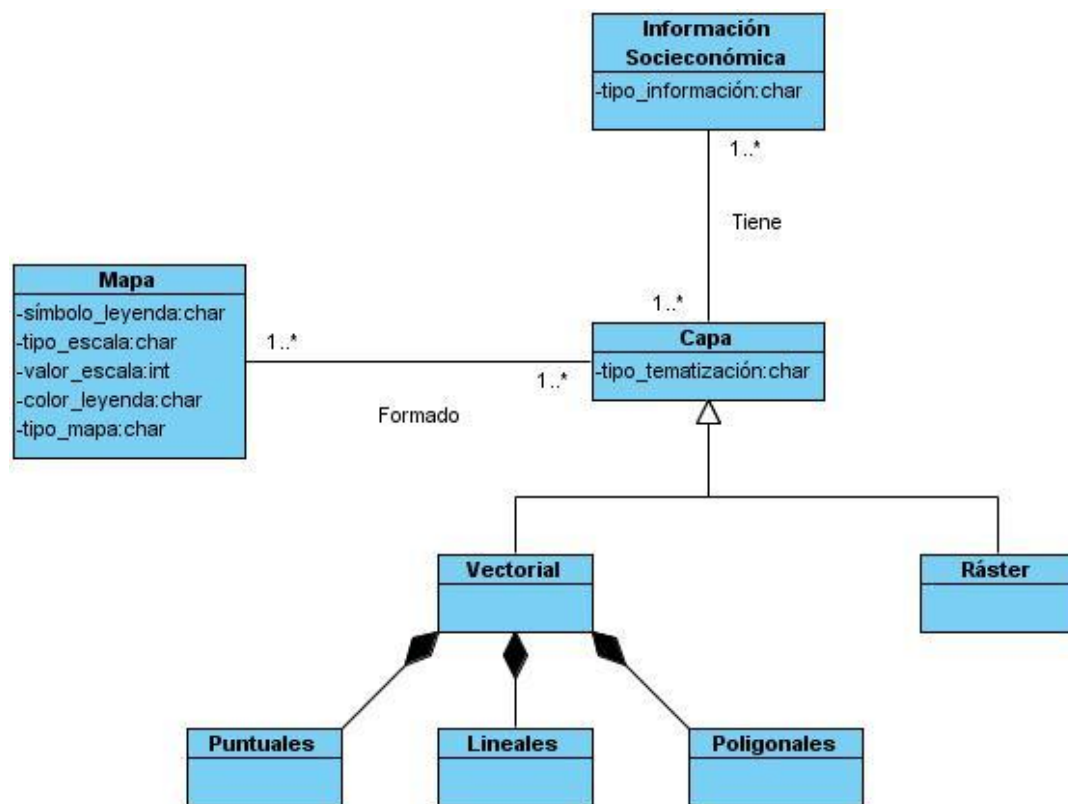 Información
Socieconómica
-tipo_información:char
1..*
Tiene
1..*
Mapa
-símbolo_leyenda:char
-tipo_escala:char
-valor_escala:int
-color_leyenda:char
-tipo_mapa:char
1..*
1..*
Formado
Capa
-tipo_tematización:char
Vectorial
Ráster
Puntuales
Lineales
Poligonales